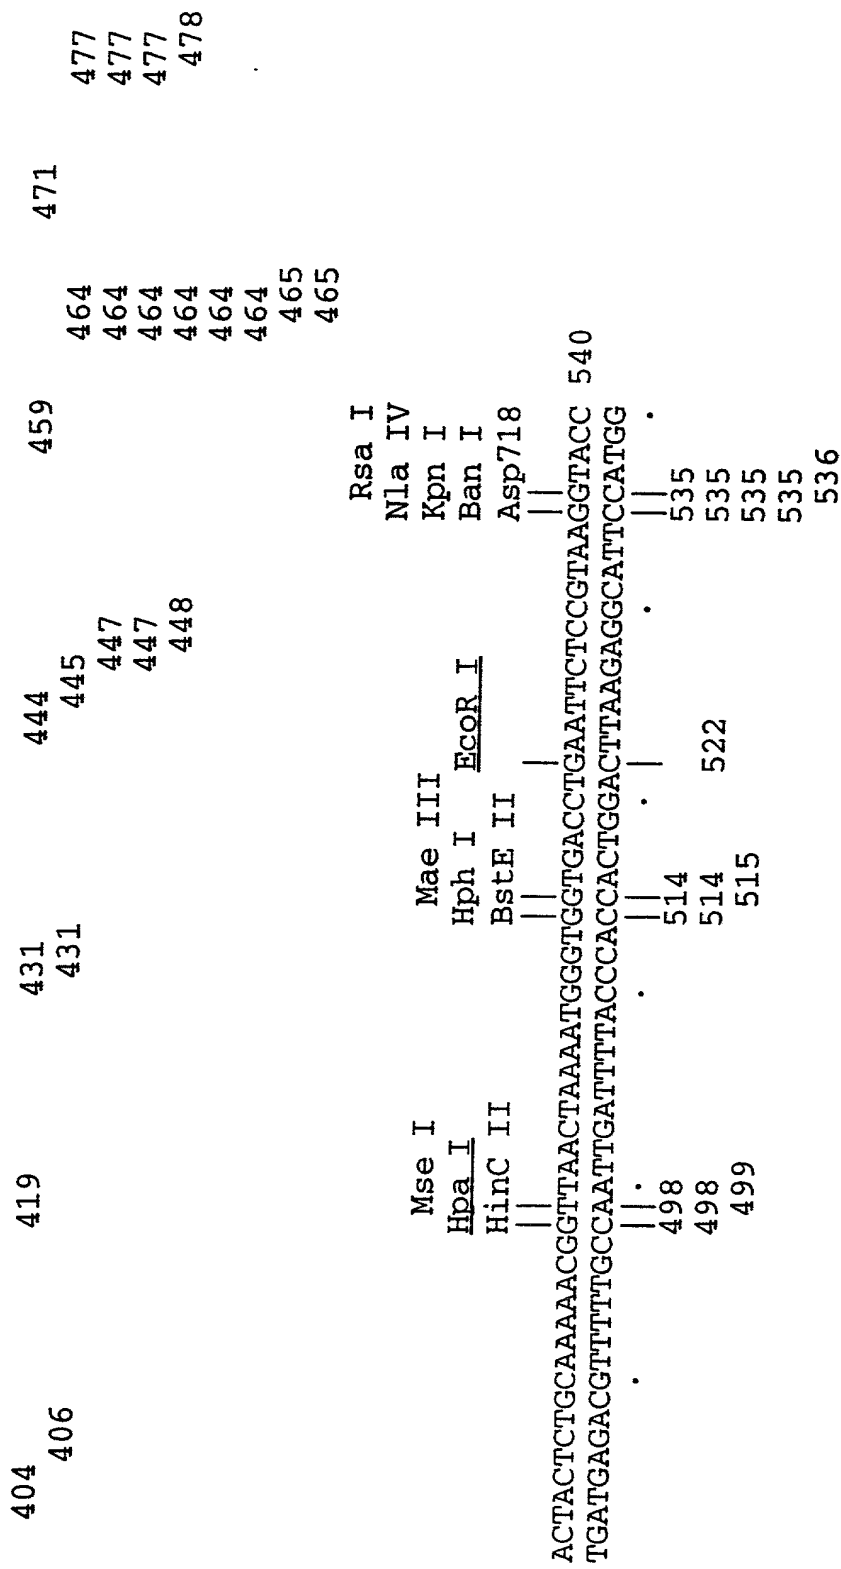 404 419 431 444 459 471
406 431 445 464 477
447 464 477
447 464 477
448 464 478
464
464
465
465
Rsa I
Nla IV
Mse I Mae III Kpn I
Hpa I Hph I EcoR I Ban I
HinC II BstE II Asp718
ACTACTCTGCAAAAACGGTTAACTAAAATGGGTGGTGACCTGAATTCTCCGTAAGGTACC 540
TGATGAGACGTTTTTGCCAATTGATTTTACCCACCACTGGACTTAAGAGGCATTCCATGG
498 514 535
498 514 522 535
499 515 535
535
536